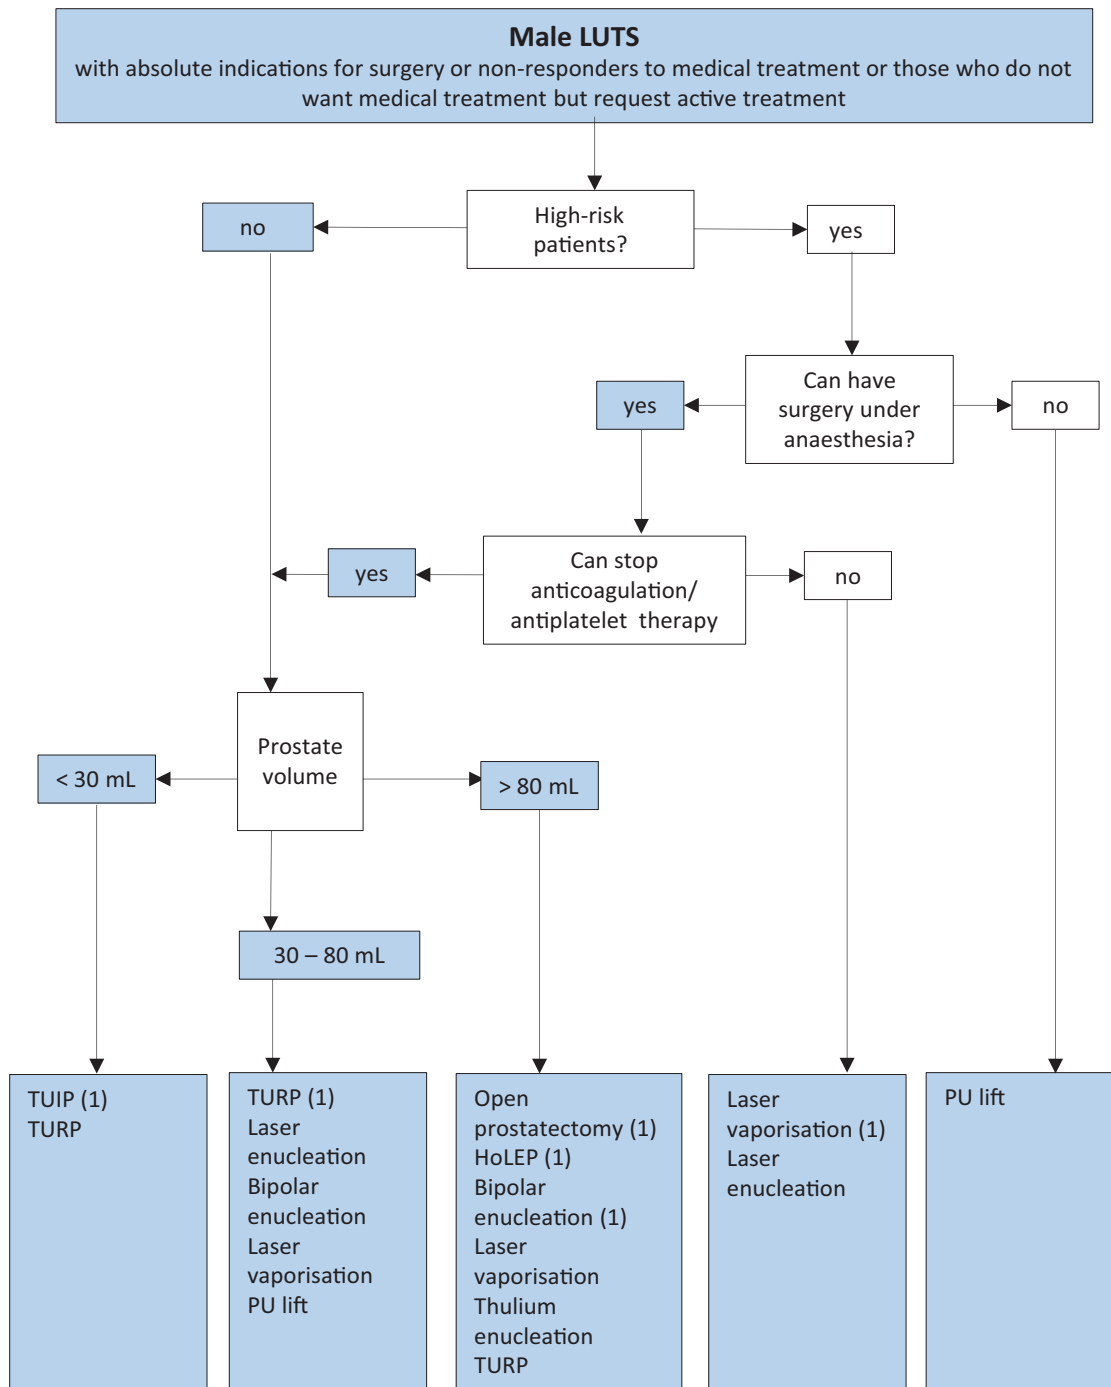 Male LUTS
with absolute indications for surgery or non-responders to medical treatment or those who do not
want medical treatment but request active treatment
no
High-risk
patients?
yes
yes
Can have
surgery under
anaesthesia?
no
yes
Can stop
anticoagulation/
antiplatelet therapy
no
Prostate
volume
< 30 mL
> 80 mL
30 – 80 mL
TUIP (1)
TURP
TURP (1)
Laser
enucleation
Bipolar
enucleation
Laser
vaporisation
PU lift
Open
prostatectomy (1)
HoLEP (1)
Bipolar
enucleation (1)
Laser
vaporisation
Thulium
enucleation
TURP
Laser
vaporisation (1)
Laser
enucleation
PU lift